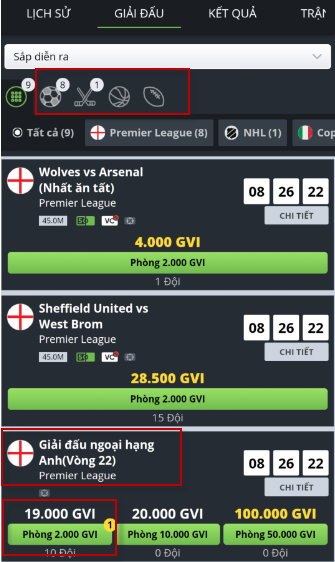 LỊCH SỬ GIẢI ĐẤU KẾT QUẢ TRẬN
Sắp diễn ra
9 8 1
Tất cả (9) Premier League (8) NHL (1) Cop
Wolves vs Arsenal
(Nhất ăn tất)
Premier League
45.0M VC
08 26 22
CHI TIẾT
4.000 GVI
Phòng 2.000 GVI
1 Đội
Sheffield United vs
West Brom
Premier League
45.0M VC
08 26 22
CHI TIẾT
28.500 GVI
Phòng 2.000 GVI
15 Đội
Giải đấu ngoại hạng
Anh(Vòng 22)
Premier League
08 26 22
CHI TIẾT
19.000 GVI 20.000 GVI 100.000 GVI
1
Phòng 2.000 GVI Phòng 10.000 GVI Phòng 50.000 GVI
10 Đội 0 Đội 0 Đội